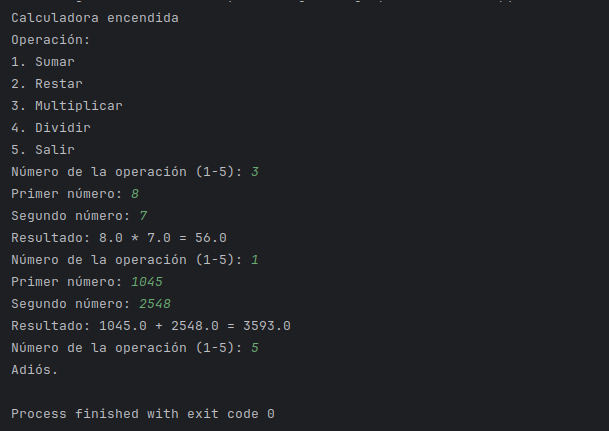 Calculadora encendida
Operación:
1. Sumar
2. Restar
3. Multiplicar
4. Dividir
5. Salir
Número de la operación (1-5): 3
Primer número: 8
Segundo número: 7
Resultado: 8.0 * 7.0 = 56.0
Número de la operación (1-5): 1
Primer número: 1045
Segundo número: 2548
Resultado: 1045.0 + 2548.0 = 3593.0
Número de la operación (1-5): 5
Adiós.

Process finished with exit code 0